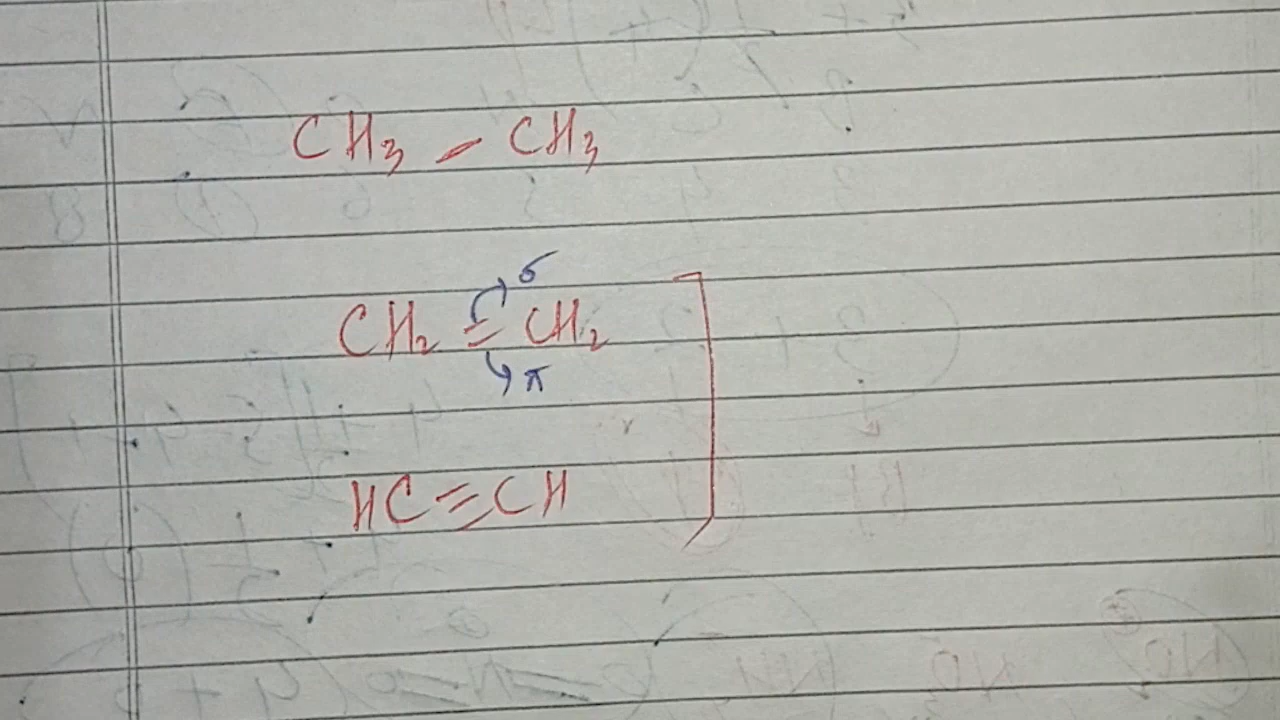 CH₃ – CH₃
σ
CH₂ = CH₂
π
HC≡CH